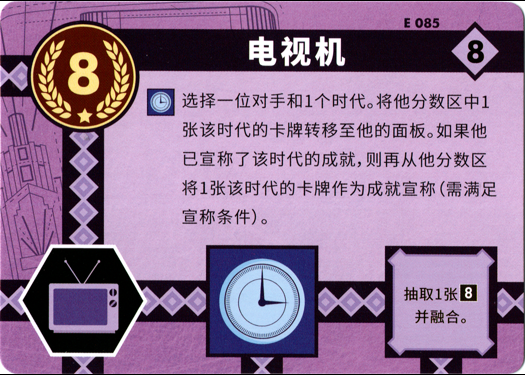 E 085
8
电视机
8
选择一位对手和1个时代。将他分数区中1
张该时代的卡牌转移至他的面板。如果他
已宣称了该时代的成就,则再从他分数区
将1张该时代的卡牌作为成就宣称(需满足
宣称条件)。
抽取1张8
并融合。